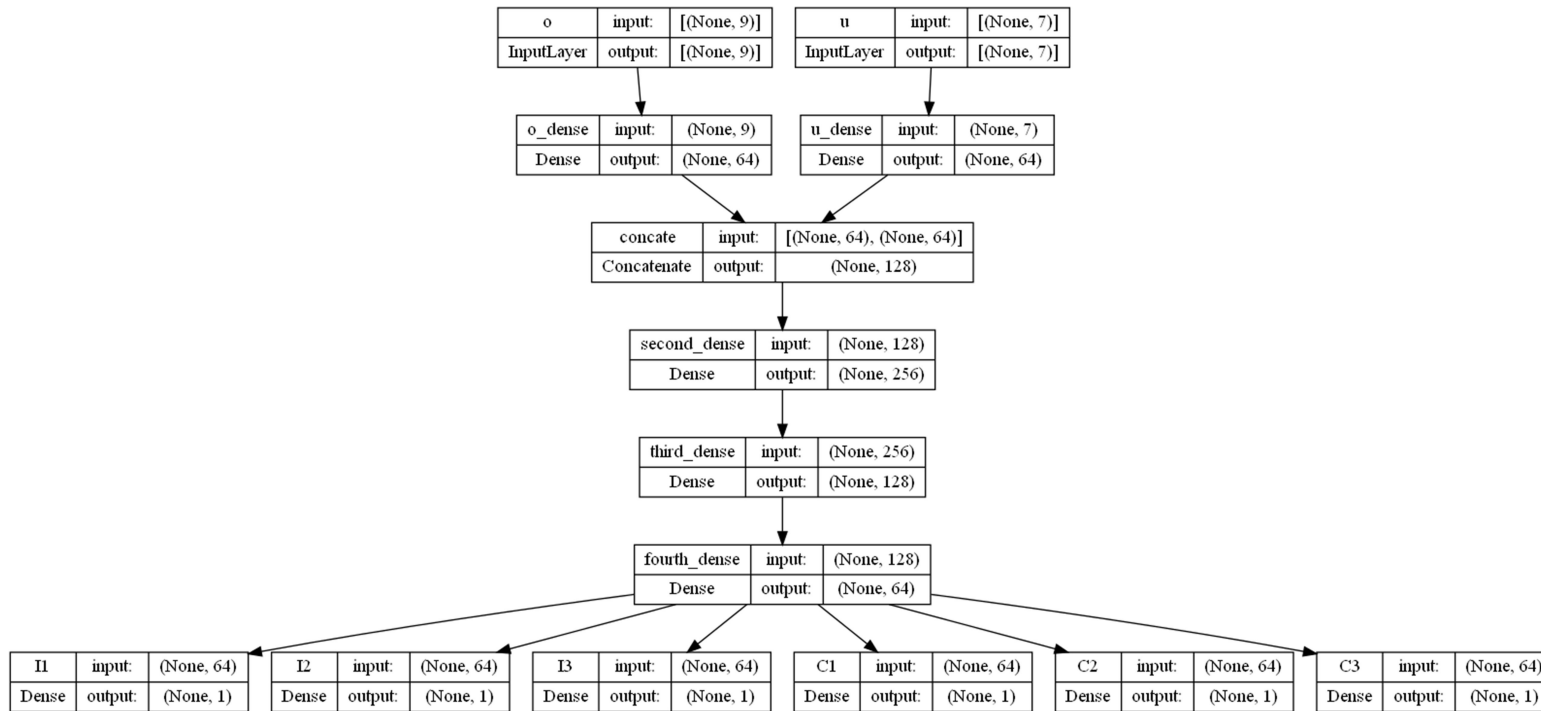 o input: [(None, 9)]
InputLayer output: [(None, 9)]
u input: [(None, 7)]
InputLayer output: [(None, 7)]
o_dense input: (None, 9)
Dense output: (None, 64)
u_dense input: (None, 7)
Dense output: (None, 64)
concate input: [(None, 64), (None, 64)]
Concatenate output: (None, 128)
second_dense input: (None, 128)
Dense output: (None, 256)
third_dense input: (None, 256)
Dense output: (None, 128)
fourth_dense input: (None, 128)
Dense output: (None, 64)
I1 input: (None, 64)
Dense output: (None, 1)
I2 input: (None, 64)
Dense output: (None, 1)
I3 input: (None, 64)
Dense output: (None, 1)
C1 input: (None, 64)
Dense output: (None, 1)
C2 input: (None, 64)
Dense output: (None, 1)
C3 input: (None, 64)
Dense output: (None, 1)